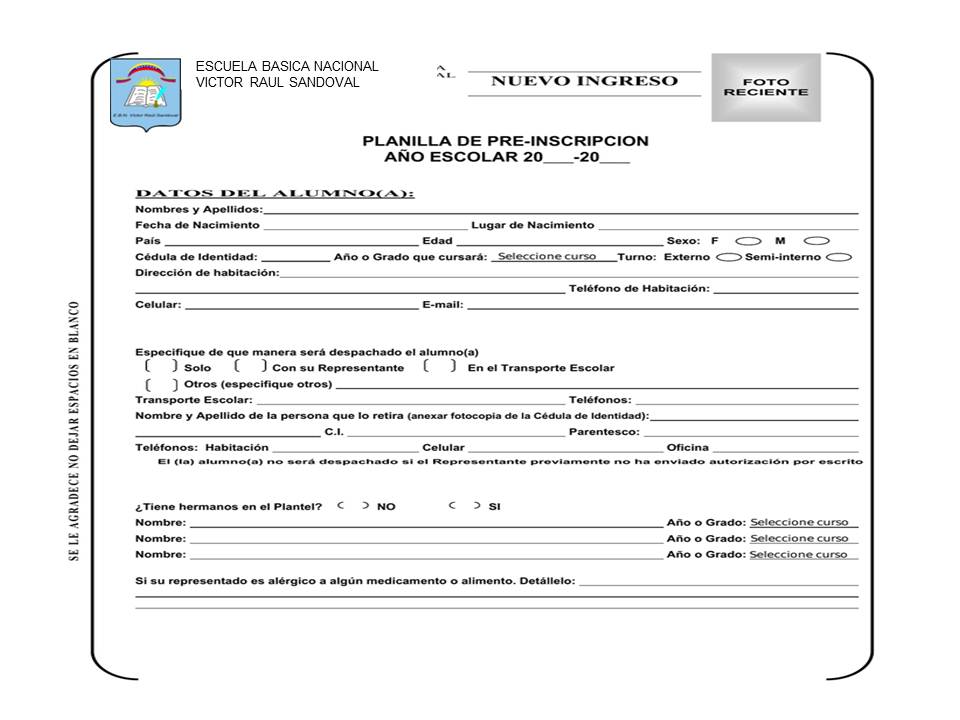 ESCUELA BASICA NACIONAL
VICTOR RAUL SANDOVAL
E.B.N. Víctor Raúl Sandoval
A
AL
NUEVO INGRESO
FOTO
RECIENTE
PLANILLA DE PRE-INSCRIPCION
AÑO ESCOLAR 20___-20___
DATOS DEL ALUMNO(A):
Nombres y Apellidos:
Fecha de Nacimiento Lugar de Nacimiento
País Edad Sexo: F M
Cédula de Identidad: Año o Grado que cursará: Seleccione curso Turno: Externo Semi-interno
Dirección de habitación:
Teléfono de Habitación:
Celular: E-mail:
Especifique de que manera será despachado el alumno(a)
( ) Solo ( ) Con su Representante ( ) En el Transporte Escolar
( ) Otros (especifique otros)
Transporte Escolar: Teléfonos:
Nombre y Apellido de la persona que lo retira (anexar fotocopia de la Cédula de Identidad):
C.I. Parentesco:
Teléfonos: Habitación Celular Oficina
El (la) alumno(a) no será despachado si el Representante previamente no ha enviado autorización por escrito
¿Tiene hermanos en el Plantel? ( ) NO ( ) SI
Nombre: Año o Grado: Seleccione curso
Nombre: Año o Grado: Seleccione curso
Nombre: Año o Grado: Seleccione curso
Si su representado es alérgico a algún medicamento o alimento. Detállelo:
SE LE AGRADECE NO DEJAR ESPACIOS EN BLANCO